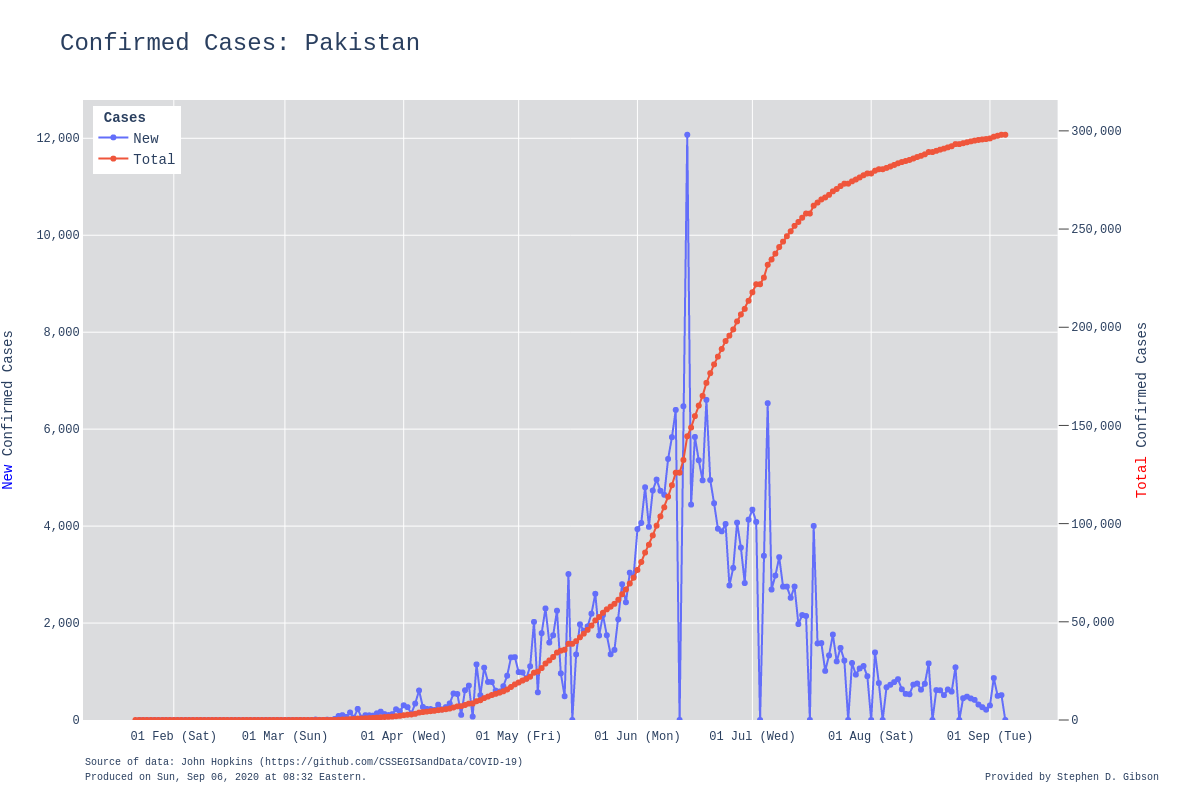 Confirmed Cases: Pakistan
Cases
New
Total
12,000
10,000
8,000
6,000
4,000
2,000
0
300,000
250,000
200,000
150,000
100,000
50,000
0
New Confirmed Cases
Total Confirmed Cases
01 Feb (Sat)
01 Mar (Sun)
01 Apr (Wed)
01 May (Fri)
01 Jun (Mon)
01 Jul (Wed)
01 Aug (Sat)
01 Sep (Tue)
Source of data: John Hopkins (https://github.com/CSSEGISandData/COVID-19)
Produced on Sun, Sep 06, 2020 at 08:32 Eastern.
Provided by Stephen D. Gibson